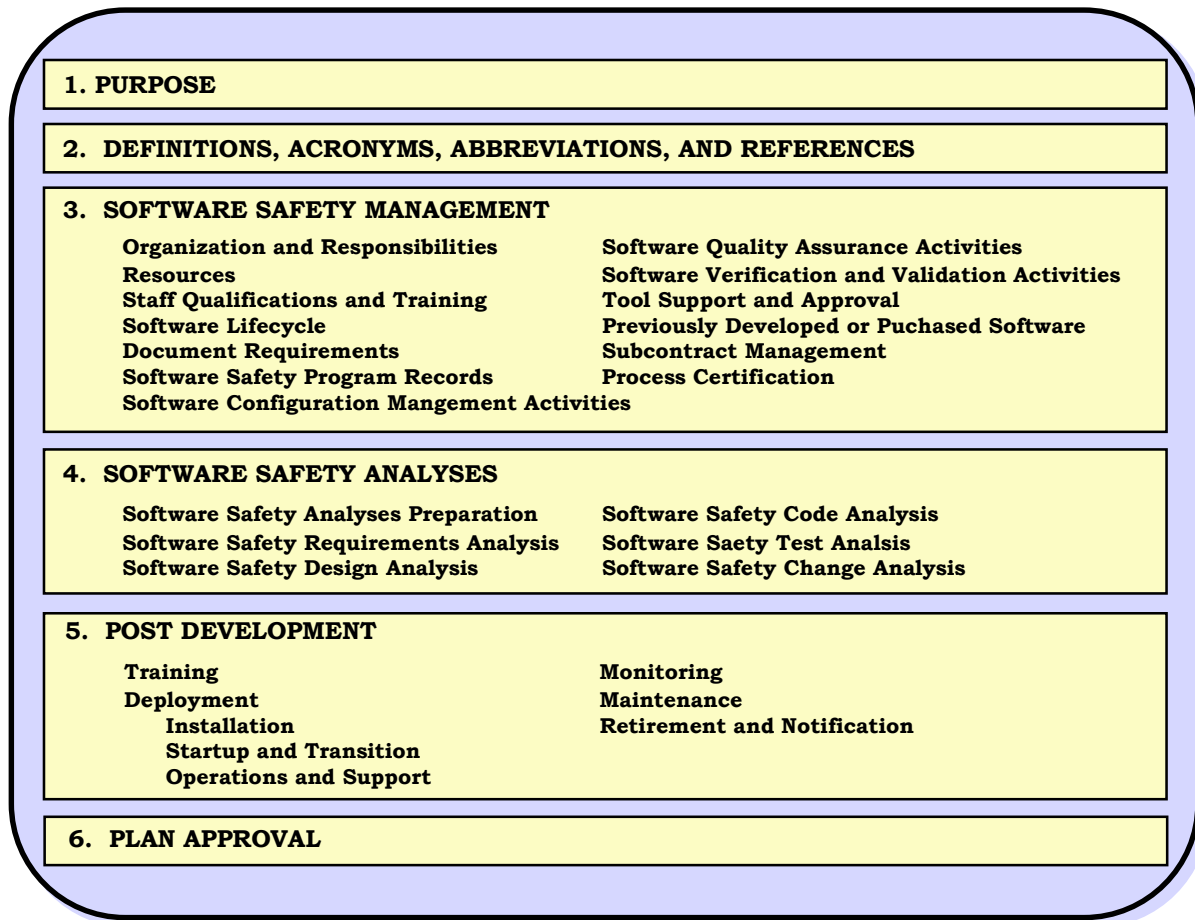 1. PURPOSE
2. DEFINITIONS, ACRONYMS, ABBREVIATIONS, AND REFERENCES
3. SOFTWARE SAFETY MANAGEMENT
Organization and Responsibilities
Resources
Staff Qualifications and Training
Software Lifecycle
Document Requirements
Software Safety Program Records
Software Configuration Mangement Activities
Software Quality Assurance Activities
Software Verification and Validation Activities
Tool Support and Approval
Previously Developed or Puchased Software
Subcontract Management
Process Certification
4. SOFTWARE SAFETY ANALYSES
Software Safety Analyses Preparation
Software Safety Requirements Analysis
Software Safety Design Analysis
Software Safety Code Analysis
Software Saety Test Analsis
Software Safety Change Analysis
5. POST DEVELOPMENT
Training
Deployment
Installation
Startup and Transition
Operations and Support
Monitoring
Maintenance
Retirement and Notification
6. PLAN APPROVAL